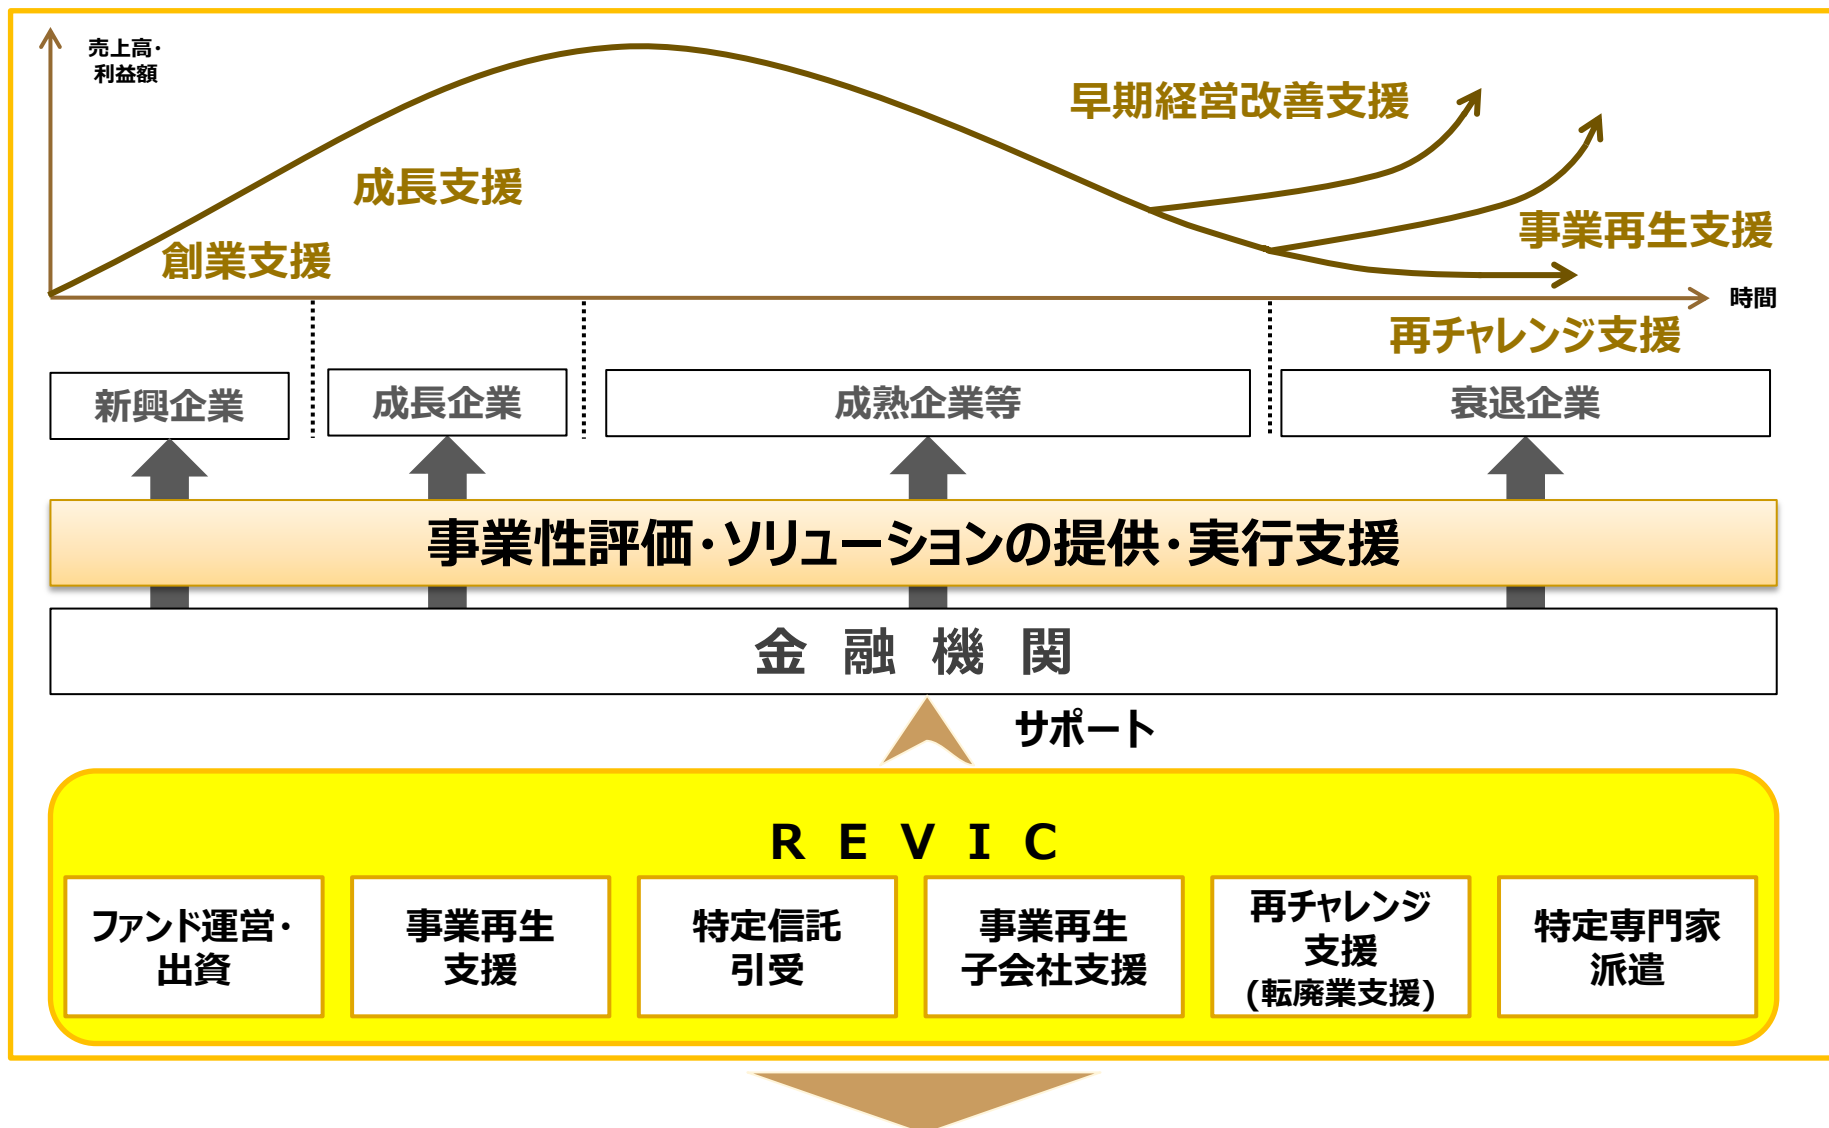 売上高・
利益額
早期経営改善支援
成長支援
事業再生支援
創業支援
時間
再チャレンジ支援
新興企業
成長企業
成熟企業等
衰退企業
事業性評価・ソリューションの提供・実行支援
金融機関
サポート
REVIC
ファンド運営・
出資
事業再生
支援
特定信託
引受
事業再生
子会社支援
再チャレンジ
支援
(転廃業支援)
特定専門家
派遣